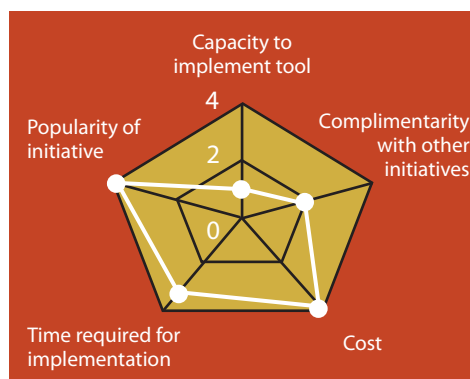 Capacity to
implement tool
4
Popularity of
initiative
2
Complimentarity
with other
initiatives
0
Time required for
implementation
Cost